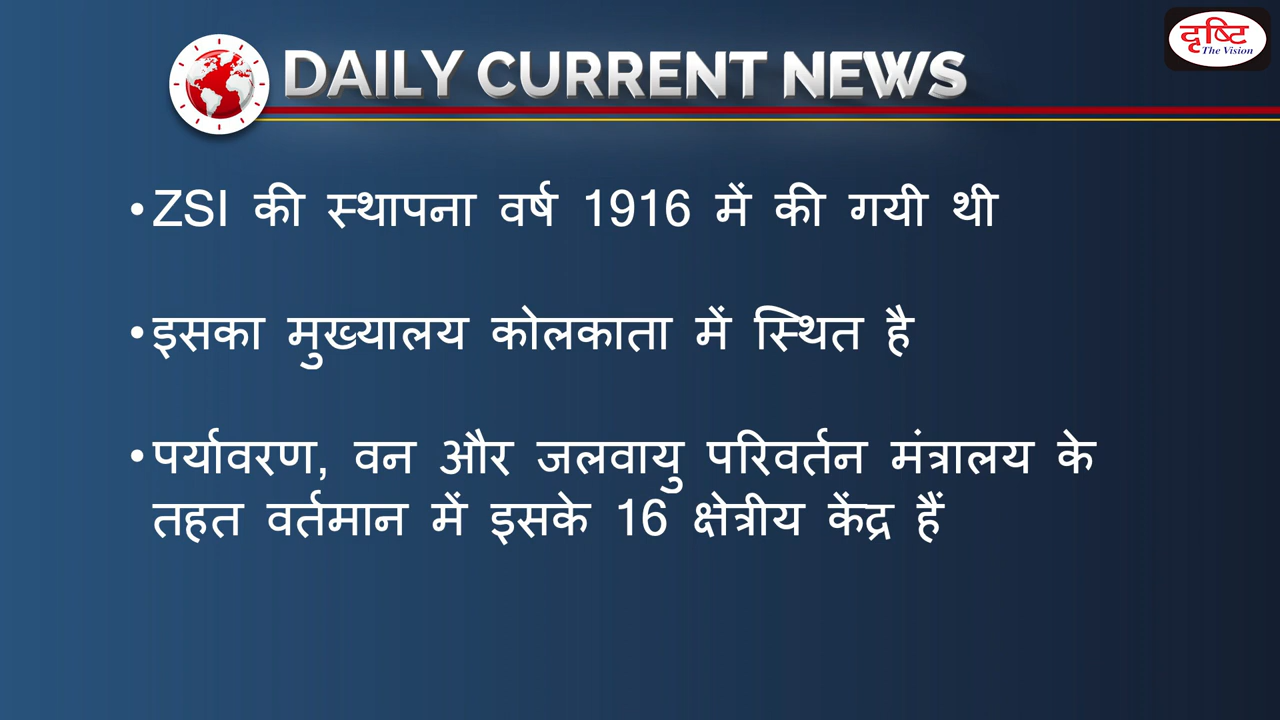 दृष्टि
The Vision
DAILY CURRENT NEWS
•ZSI की स्थापना वर्ष 1916 में की गयी थी
•इसका मुख्यालय कोलकाता में स्थित है
•पर्यावरण, वन और जलवायु परिवर्तन मंत्रालय के
तहत वर्तमान में इसके 16 क्षेत्रीय केंद्र हैं